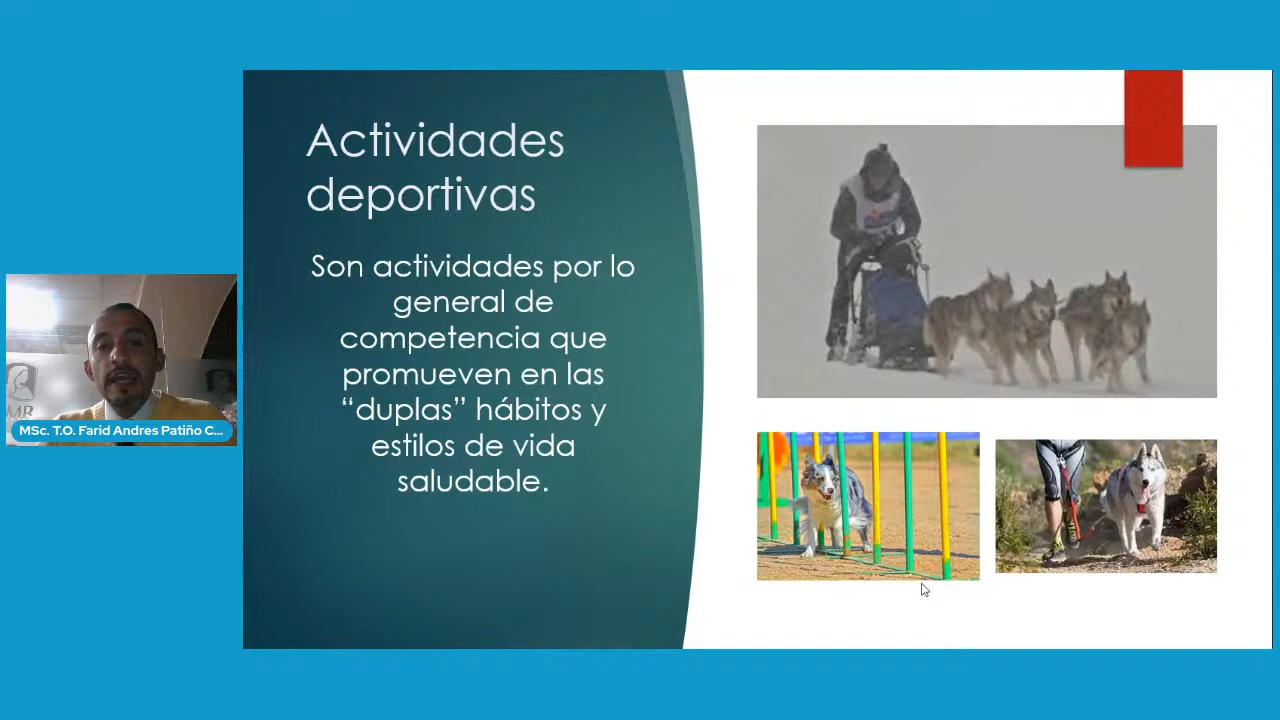 Actividades
deportivas
Son actividades por lo
general de
competencia que
promueven en las
“duplas” hábitos y
estilos de vida
saludable.
MSc. T.O. Farid Andres Patiño C...